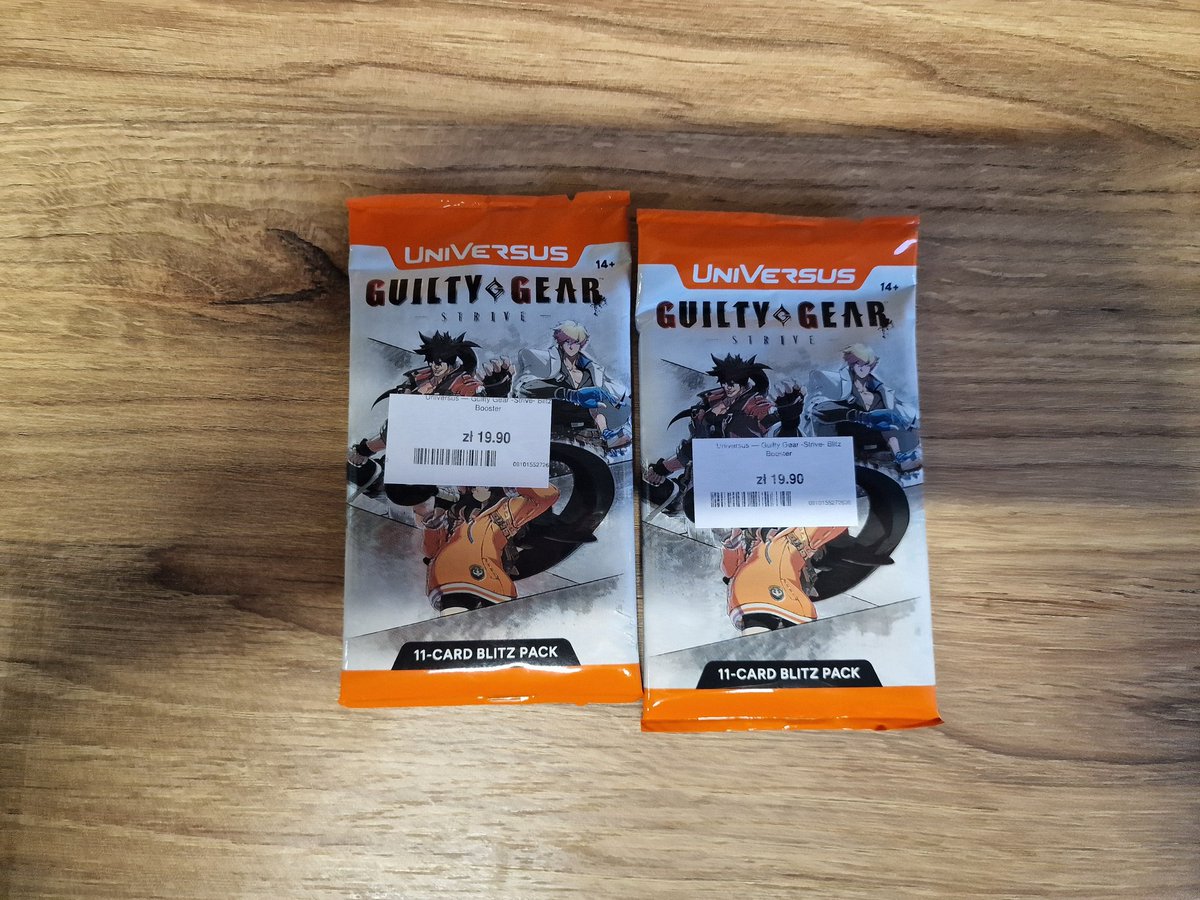 UNIVERSUS
14+
GUILTY GEAR
STRIVE
Universus — Guilty Gear -Strive- Blitz
Booster
zł 19.90
11-CARD BLITZ PACK
UNIVERSUS
14+
GUILTY GEAR
STRIVE
Universus — Guilty Gear -Strive- Blitz
Booster
zł 19.90
11-CARD BLITZ PACK